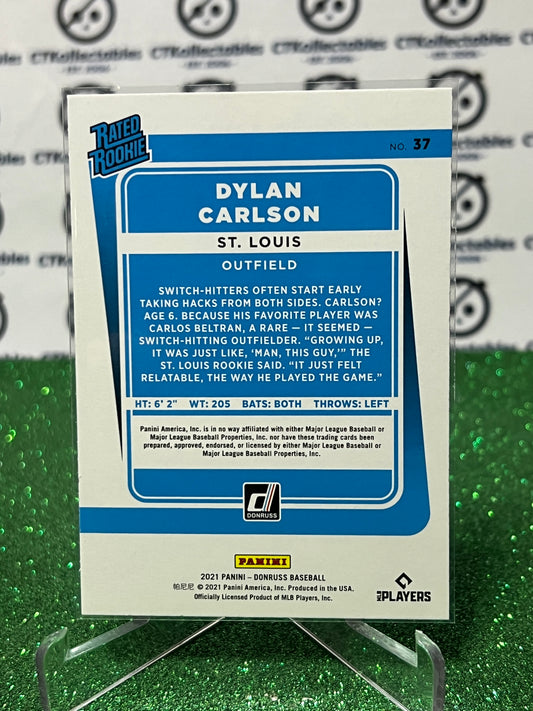 CTKollectables
RATED
ROOKIE
NO. 37
DYLAN
CARLSON
ST. LOUIS
OUTFIELD
SWITCH-HITTERS OFTEN START EARLY
TAKING HACKS FROM BOTH SIDES. CARLSON?
AGE 6. BECAUSE HIS FAVORITE PLAYER WAS
CARLOS BELTRAN, A RARE — IT SEEMED —
SWITCH-HITTING OUTFIELDER. “GROWING UP,
IT WAS JUST LIKE, ‘MAN, THIS GUY,’” THE
ST. LOUIS ROOKIE SAID. “IT JUST FELT
RELATABLE, THE WAY HE PLAYED THE GAME.”
HT: 6' 2" WT: 205 BATS: BOTH THROWS: LEFT
Panini America, Inc. is in no way affiliated with either Major League Baseball or
Major League Baseball Properties, Inc. nor have these trading cards been
prepared, approved, endorsed, or licensed by either Major League Baseball or
Major League Baseball Properties, Inc.
DONRUSS
PANINI
2021 PANINI – DONRUSS BASEBALL
帕尼尼 © 2021 Panini America, Inc. Produced in the USA.
Officially Licensed Product of MLB Players, Inc.
MLB PLAYERS